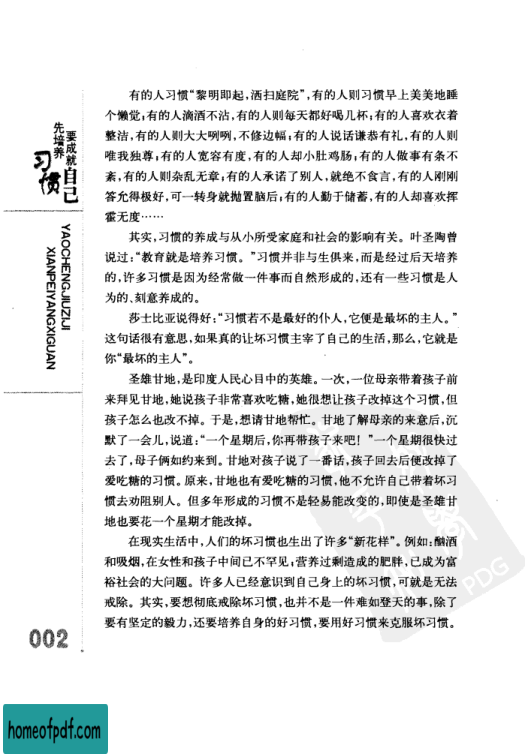 要成就自己
先培养
习惯
YAOCHENGJIUZIJI
XIANPEIYANGXIGUAN
有的人习惯“黎明即起，洒扫庭院”，有的人则习惯早上美美地睡
个懒觉；有的人滴酒不沾，有的人则每天都好喝几杯；有的人喜欢衣着
整洁，有的人则大大咧咧，不修边幅；有的人说话谦恭有礼，有的人则
唯我独尊；有的人宽容有度，有的人却小肚鸡肠；有的人做事有条不
紊，有的人则杂乱无章；有的人承诺了别人，就绝不食言，有的人刚刚
答允得极好，可一转身就抛置脑后；有的人勤于储蓄，有的人却喜欢挥
霍无度……
其实，习惯的养成与从小所受家庭和社会的影响有关。叶圣陶曾
说过：“教育就是培养习惯。”习惯并非与生俱来，而是经过后天培养
的，许多习惯是因为经常做一件事而自然形成的，还有一些习惯是人
为的、刻意养成的。
莎士比亚说得好：“习惯若不是最好的仆人，它便是最坏的主人。”
这句话很有意思，如果真的让坏习惯主宰了自己的生活，那么，它就是
你“最坏的主人”。
圣雄甘地，是印度人民心目中的英雄。一次，一位母亲带着孩子前
来拜见甘地，她说孩子非常喜欢吃糖，她很想让孩子改掉这个习惯，但
孩子怎么也改不掉。于是，想请甘地帮忙。甘地了解母亲的来意后，沉
默了一会儿，说道：“一个星期后，你再带孩子来吧！”一个星期很快过
去了，母子俩如约来到。甘地对孩子说了一番话，孩子回去后便改掉了
爱吃糖的习惯。原来，甘地也有爱吃糖的习惯，他不允许自己带着坏习
惯去劝阻别人。但多年形成的习惯不是轻易能改变的，即使是圣雄甘
地也要花一个星期才能改掉。
在现实生活中，人们的坏习惯也生出了许多“新花样”。例如：酗酒
和吸烟，在女性和孩子中间已不罕见；营养过剩造成的肥胖，已成为富
裕社会的大问题。许多人已经意识到自己身上的坏习惯，可就是无法
戒除。其实，要想彻底戒除坏习惯，也并不是一件难如登天的事，除了
要有坚定的毅力，还要培养自身的好习惯，要用好习惯来克服坏习惯。
PDG
002
homeofpdf.com